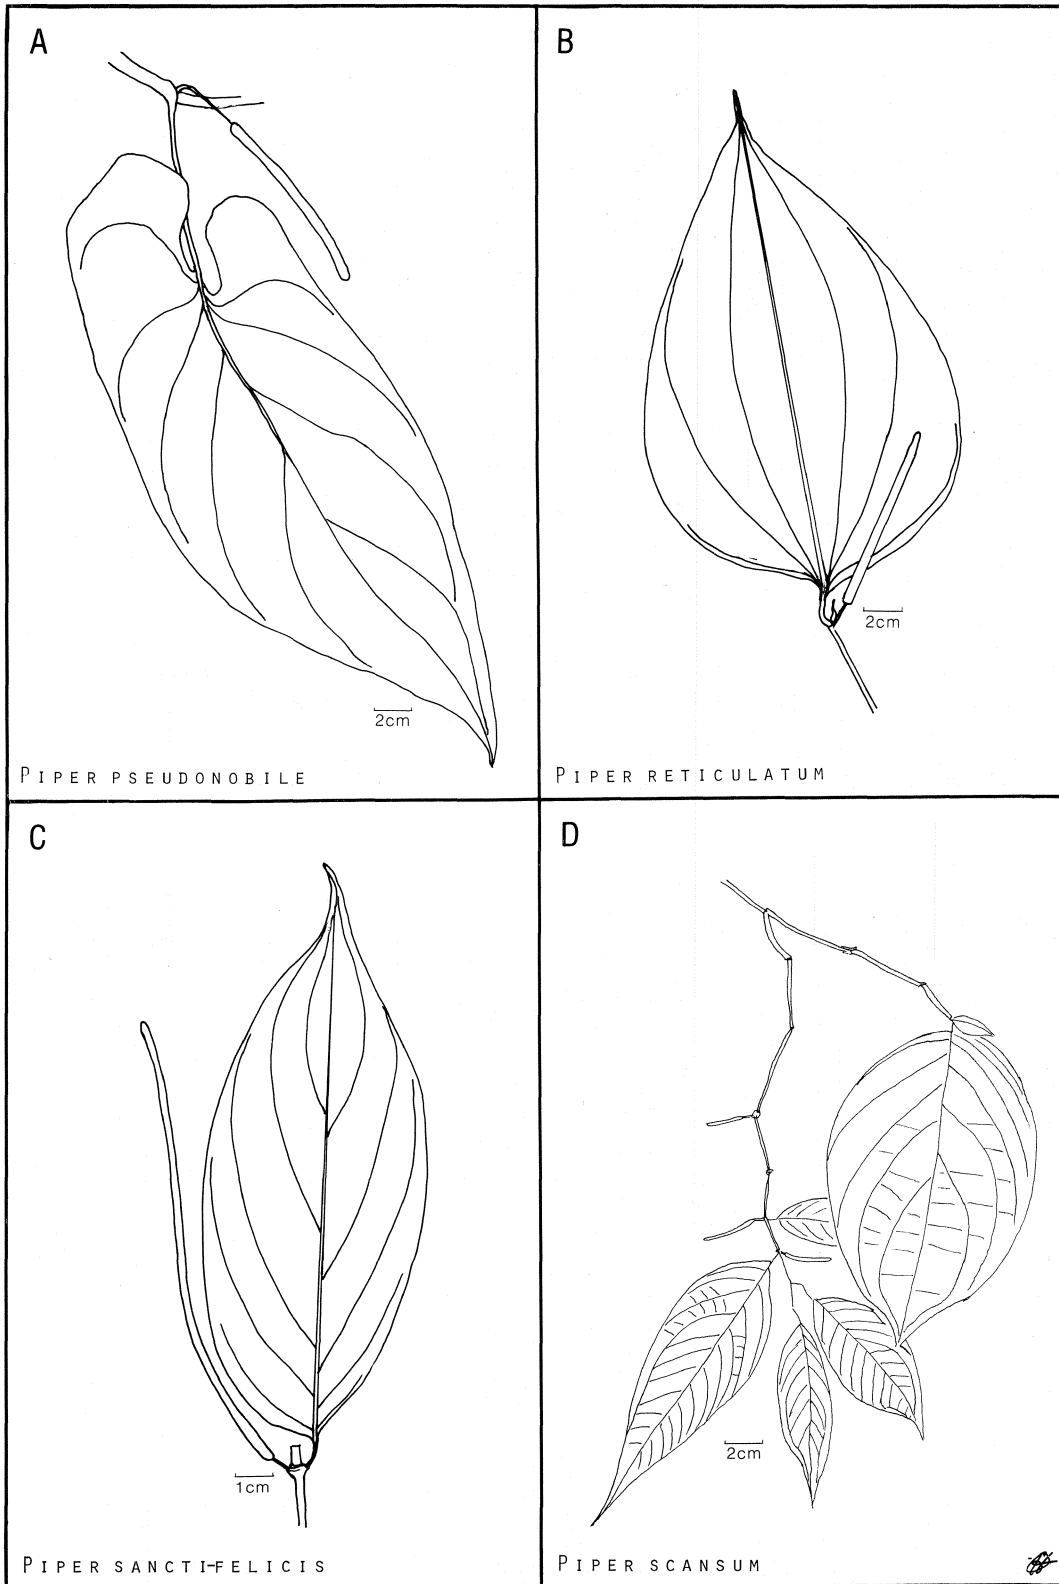 A
2cm
PIPER PSEUDONOBILE
B
2cm
PIPER RETICULATUM
C
1cm
PIPER SANCTI-FELICIS
D
2cm
PIPER SCANSUM